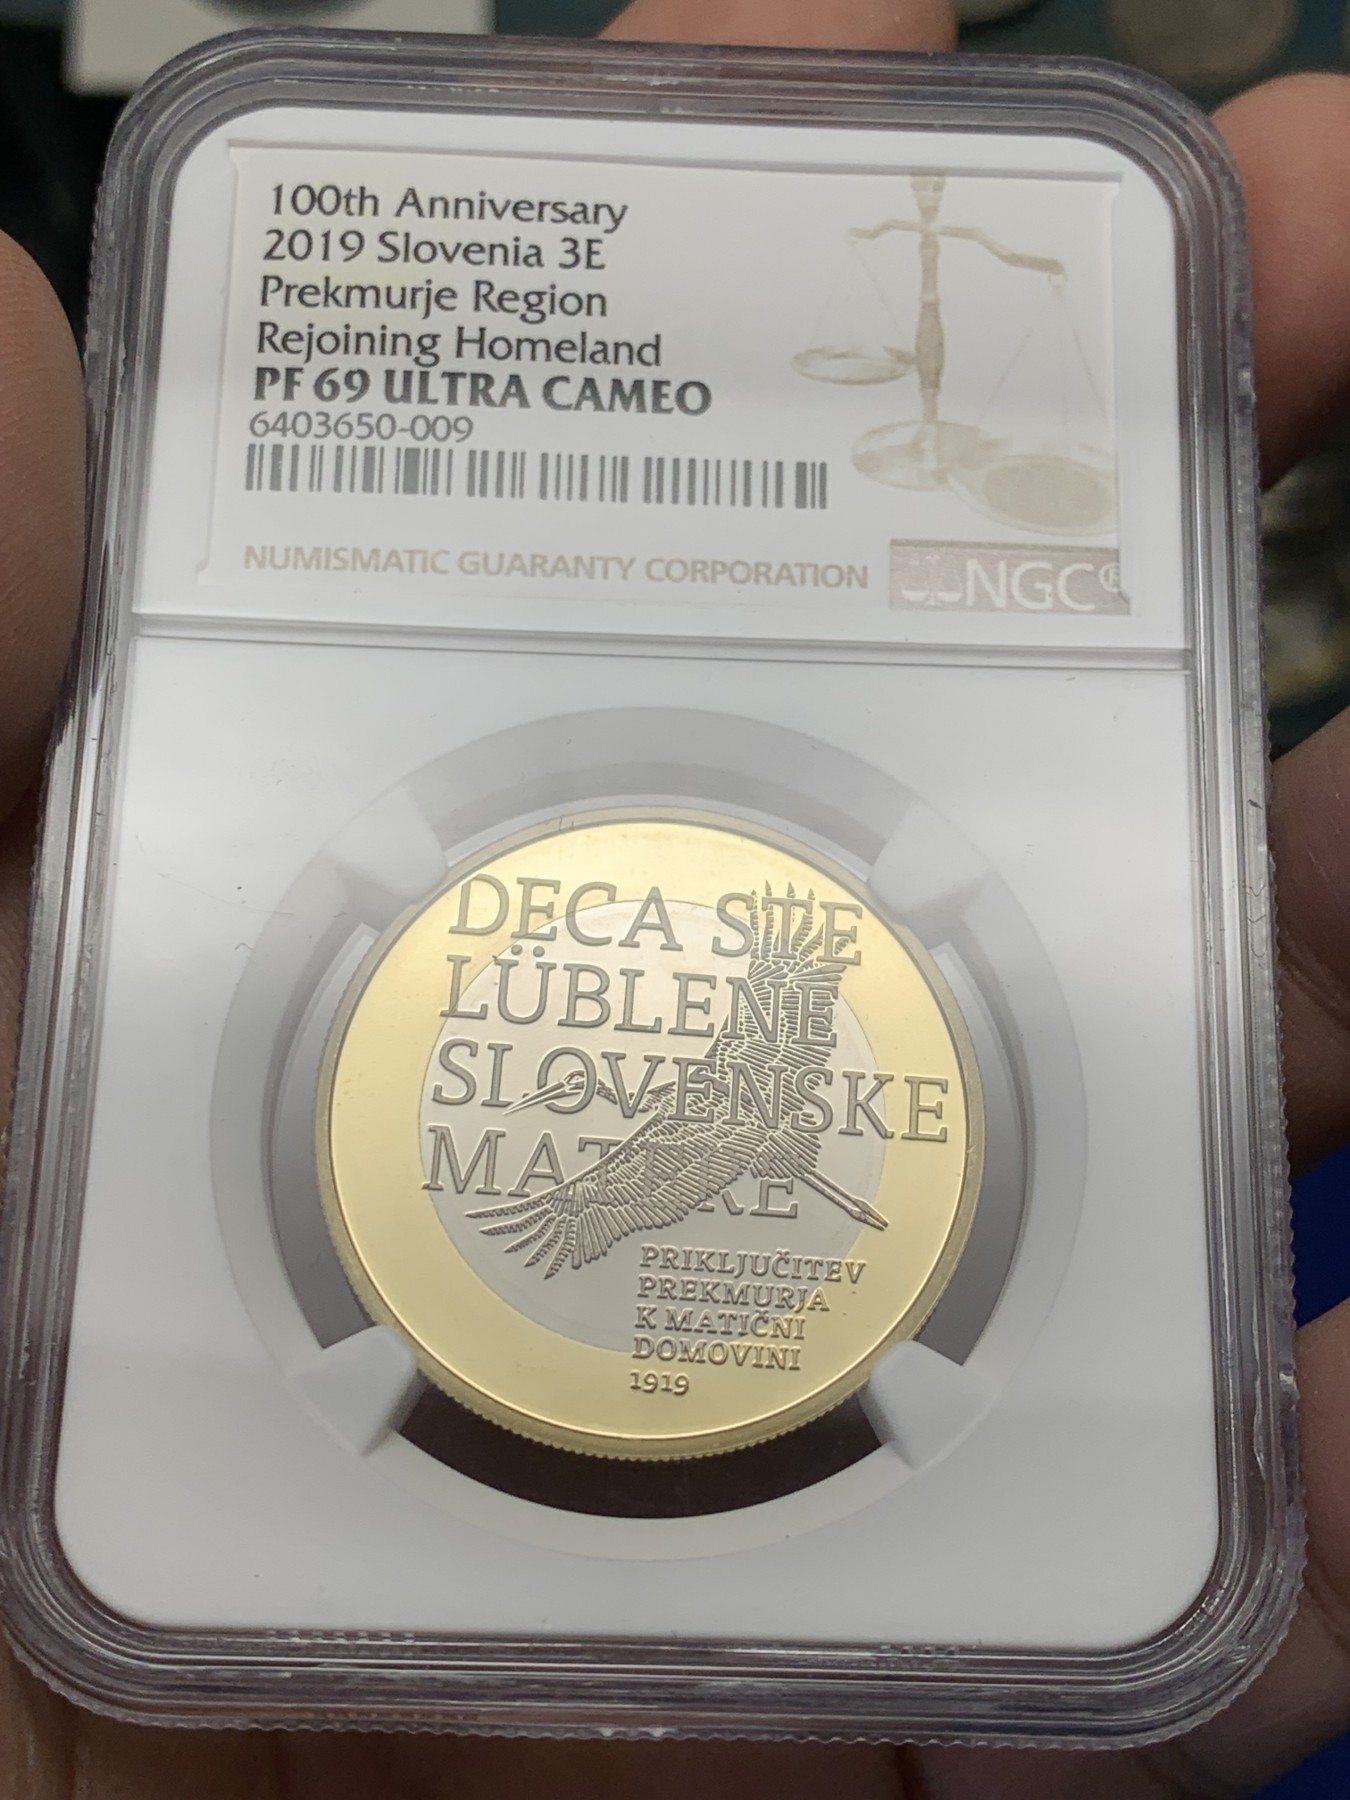 100th Anniversary
2019 Slovenia 3E
Prekmurje Region
Rejoining Homeland
PF 69 ULTRA CAMEO
6403650-009
NUMISMATIC GUARANTY CORPORATION
NGC®
DECA STE
LÜBLENE
SLOVENSKE
MATERE
PRIKLJUČITEV
PREKMURJA
K MATIČNI
DOMOVINI
1919